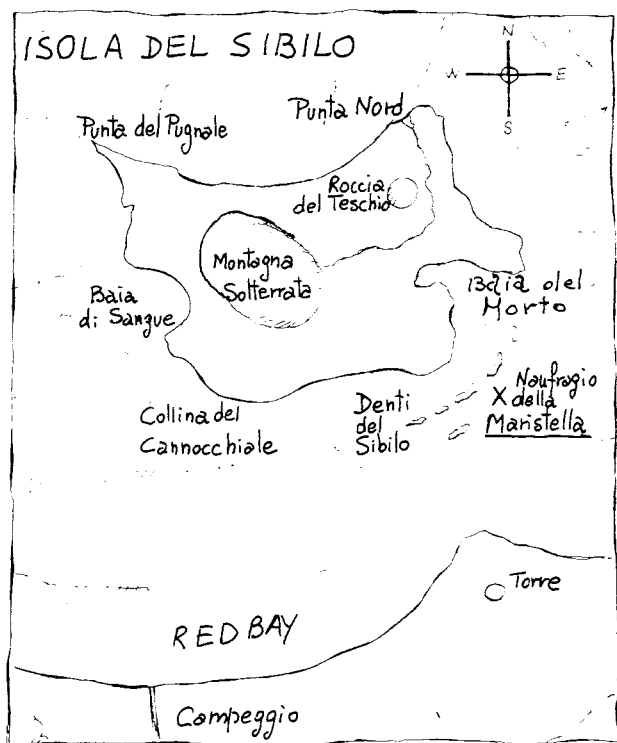 ISOLA DEL SIBILO
N
W
E
S
Punta del Pugnale
Punta Nord
Roccia
del Teschio
Montagna
Sotterrata
Baia
di Sangue
Baia del
Morto
Naufragio
X della
Maristella
Denti
del
Sibilo
Collina del
Cannocchiale
Torre
RED BAY
Campeggio